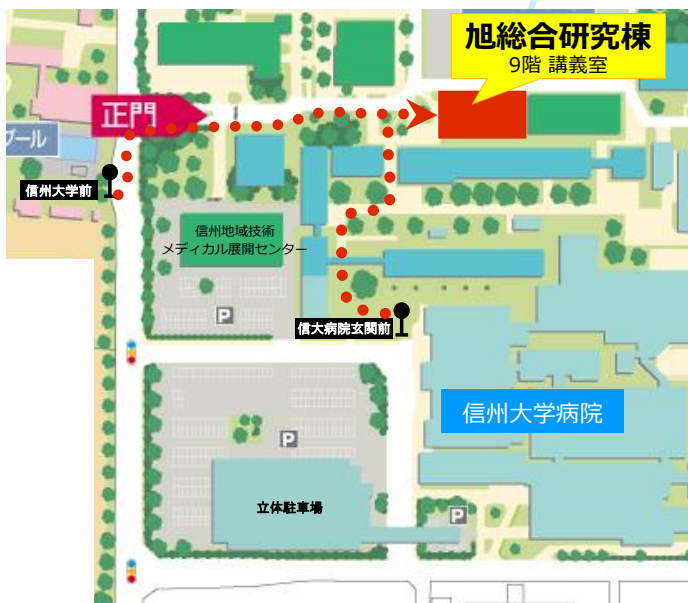 旭総合研究棟
9階 講義室
正門
プール
信州大学前
信州地域技術
メディカル展開センター
P
信大病院玄関前
信州大学病院
P
立体駐車場
P